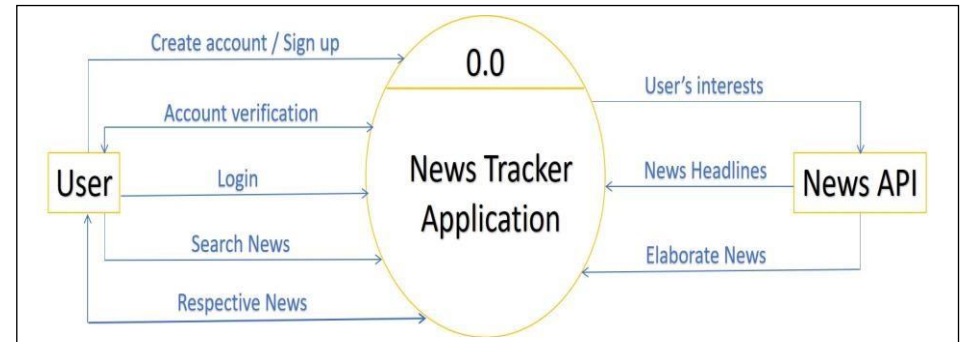 Create account / Sign up
0.0
User's interests
Account verification
User
Login
News Tracker
Application
News Headlines
News API
Search News
Elaborate News
Respective News